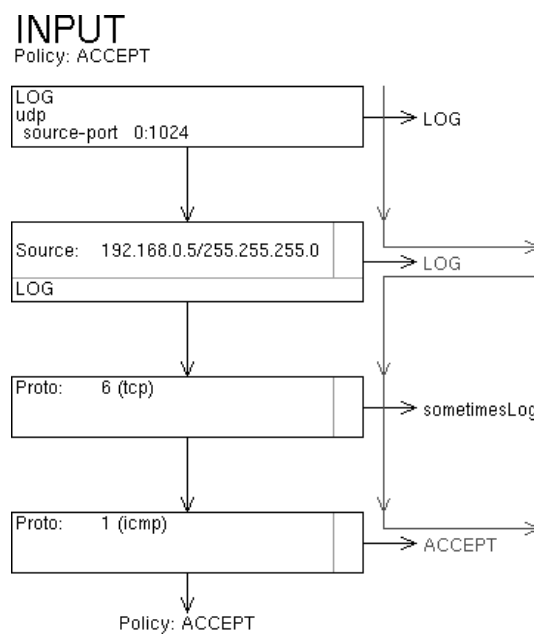 INPUT
Policy: ACCEPT
LOG
udp
source-port 0:1024
LOG
Source: 192.168.0.5/255.255.255.0
LOG
LOG
Proto: 6 (tcp)
sometimesLog
Proto: 1 (icmp)
ACCEPT
Policy: ACCEPT